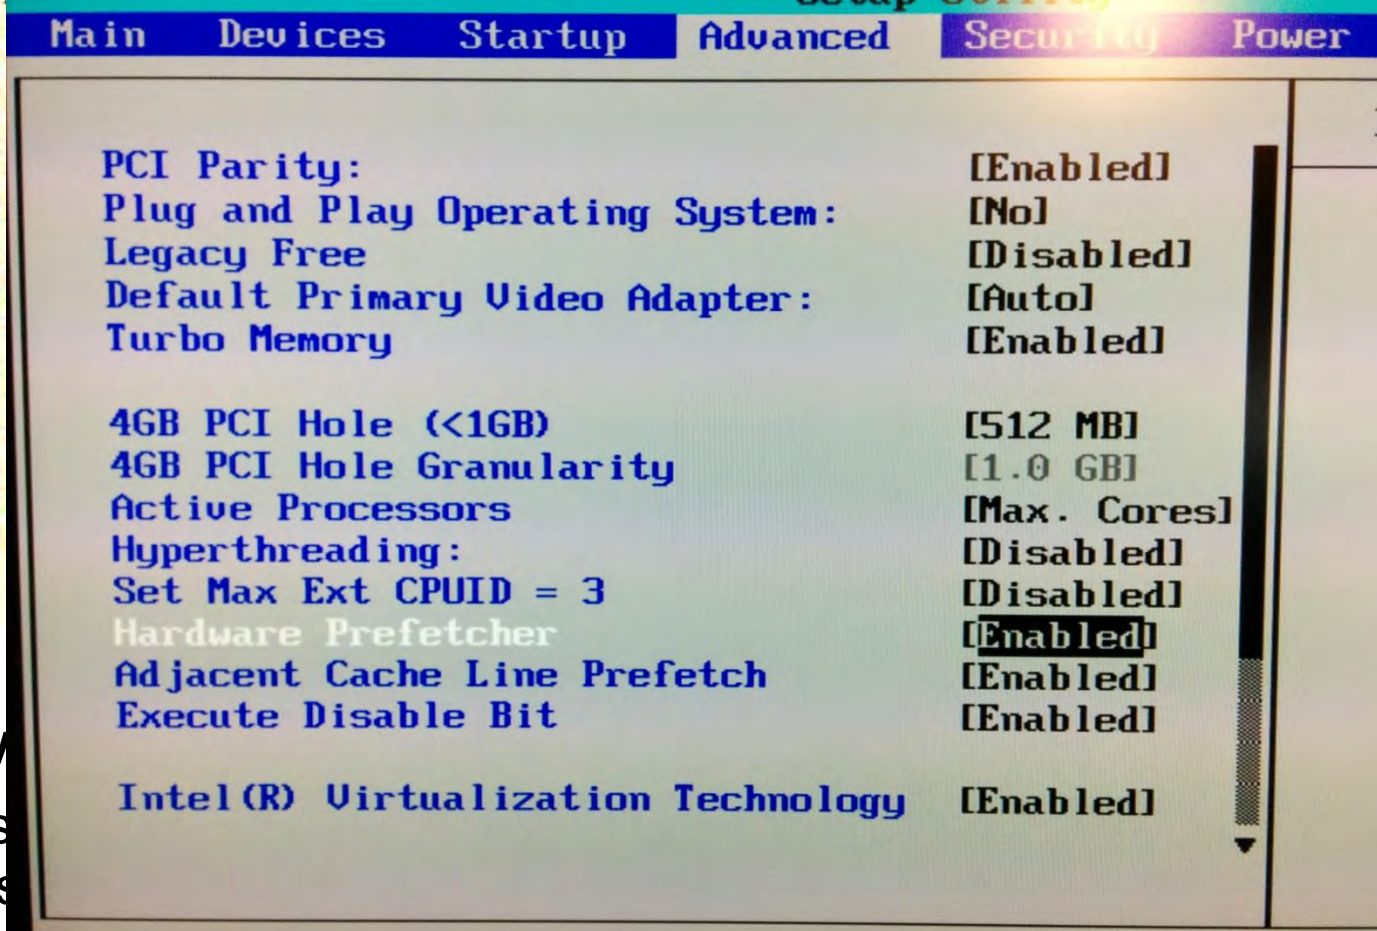 Setup Utility
Main Devices Startup Advanced Security Power
PCI Parity: [Enabled]
Plug and Play Operating System: [No]
Legacy Free [Disabled]
Default Primary Video Adapter: [Auto]
Turbo Memory [Enabled]
4GB PCI Hole (<1GB) [512 MB]
4GB PCI Hole Granularity [1.0 GB]
Active Processors [Max. Cores]
Hyperthreading: [Disabled]
Set Max Ext CPUID = 3 [Disabled]
Hardware Prefetcher [Enabled]
Adjacent Cache Line Prefetch [Enabled]
Execute Disable Bit [Enabled]
Intel(R) Virtualization Technology [Enabled]